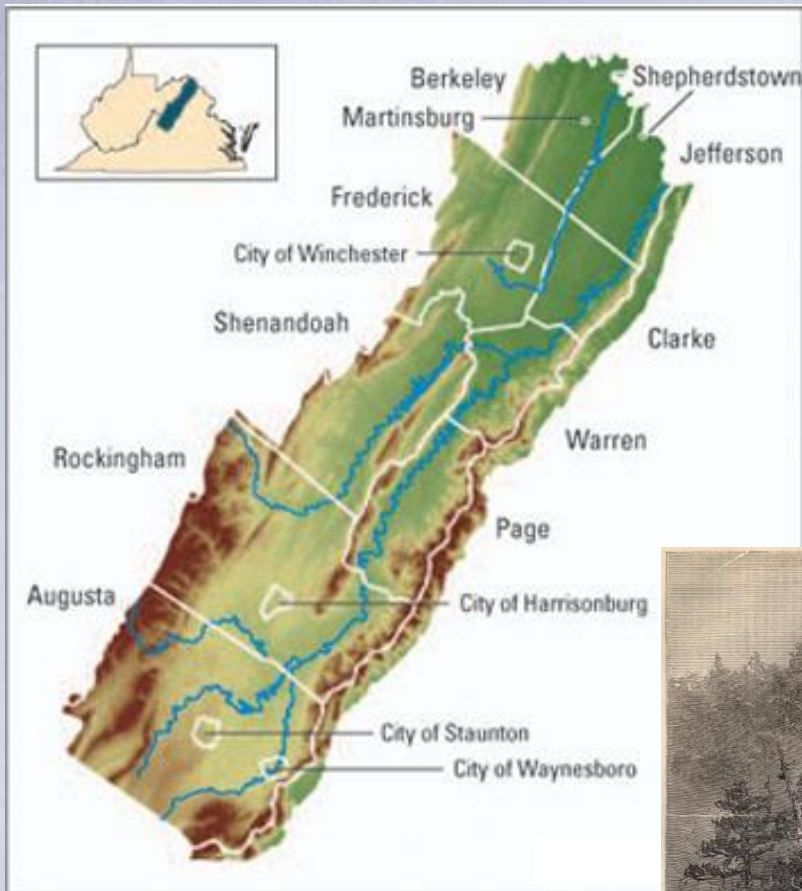 Berkeley
Shepherdstown
Martinsburg
Jefferson
Frederick
City of Winchester
Shenandoah
Clarke
Warren
Rockingham
Page
Augusta
City of Harrisonburg
City of Staunton
City of Waynesboro